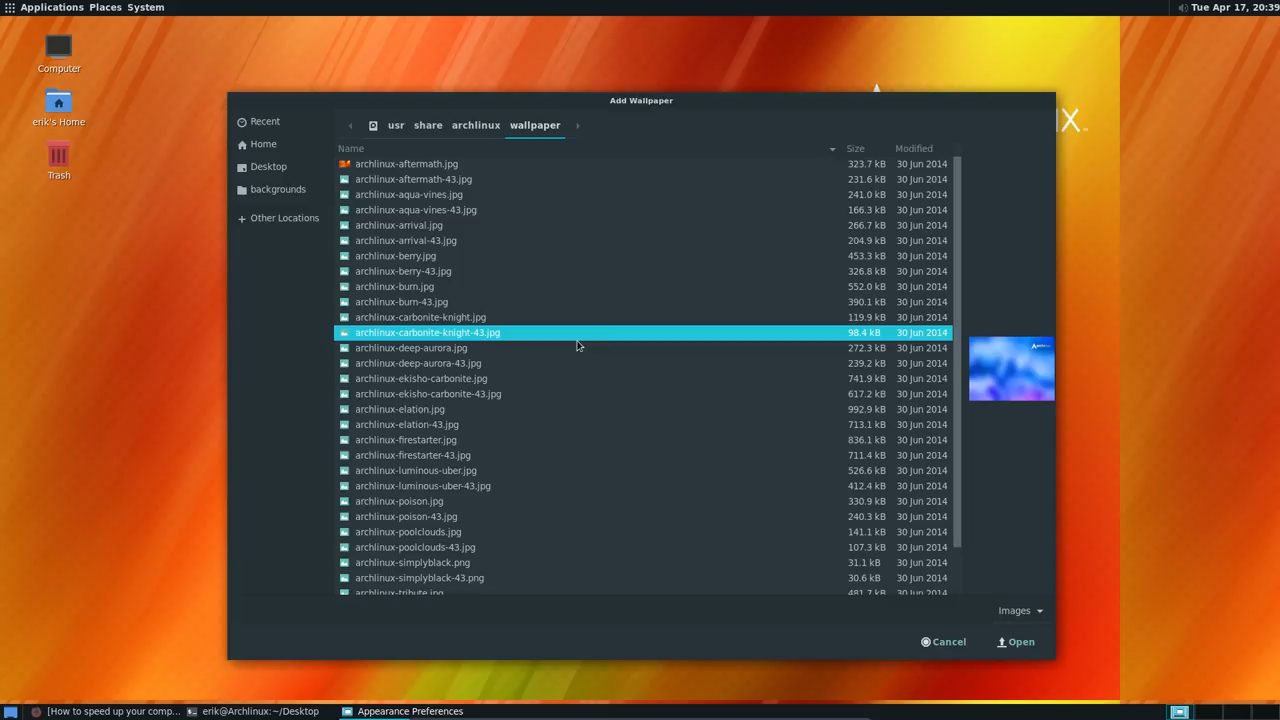 Applications Places System
Tue Apr 17, 20:39
Computer
erik's Home
Trash
IX
Add Wallpaper
Recent
Home
Desktop
backgrounds
Other Locations
usr share archlinux wallpaper
Name Size Modified
archlinux-aftermath.jpg 323.7 kB 30 Jun 2014
archlinux-aftermath-43.jpg 231.6 kB 30 Jun 2014
archlinux-aqua-vines.jpg 241.0 kB 30 Jun 2014
archlinux-aqua-vines-43.jpg 166.3 kB 30 Jun 2014
archlinux-arrival.jpg 266.7 kB 30 Jun 2014
archlinux-arrival-43.jpg 204.9 kB 30 Jun 2014
archlinux-berry.jpg 453.3 kB 30 Jun 2014
archlinux-berry-43.jpg 326.8 kB 30 Jun 2014
archlinux-burn.jpg 552.0 kB 30 Jun 2014
archlinux-burn-43.jpg 390.1 kB 30 Jun 2014
archlinux-carbonite-knight.jpg 119.9 kB 30 Jun 2014
archlinux-carbonite-knight-43.jpg 98.4 kB 30 Jun 2014
archlinux-deep-aurora.jpg 272.3 kB 30 Jun 2014
archlinux-deep-aurora-43.jpg 239.2 kB 30 Jun 2014
archlinux-ekisho-carbonite.jpg 741.9 kB 30 Jun 2014
archlinux-ekisho-carbonite-43.jpg 617.2 kB 30 Jun 2014
archlinux-elation.jpg 992.9 kB 30 Jun 2014
archlinux-elation-43.jpg 713.1 kB 30 Jun 2014
archlinux-firestarter.jpg 836.1 kB 30 Jun 2014
archlinux-firestarter-43.jpg 711.4 kB 30 Jun 2014
archlinux-luminous-uber.jpg 526.6 kB 30 Jun 2014
archlinux-luminous-uber-43.jpg 412.4 kB 30 Jun 2014
archlinux-poison.jpg 330.9 kB 30 Jun 2014
archlinux-poison-43.jpg 240.3 kB 30 Jun 2014
archlinux-poolclouds.jpg 141.1 kB 30 Jun 2014
archlinux-poolclouds-43.jpg 107.3 kB 30 Jun 2014
archlinux-simplyblack.png 31.1 kB 30 Jun 2014
archlinux-simplyblack-43.png 30.6 kB 30 Jun 2014
archlinux-tribute.jpg 481.7 kB 30 Jun 2014
Images
Cancel Open
[How to speed up your comp... erik@Archlinux:~/Desktop Appearance Preferences